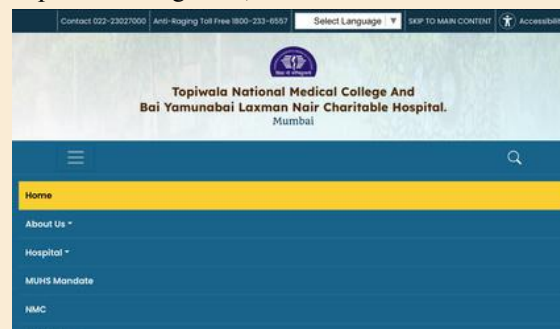 Contact 022-23027000 Anti-Raging Toll Free 1800-233-6557 Select Language ▼ SKIP TO MAIN CONTENT
Topiwala National Medical College And
Bai Yamunabai Laxman Nair Charitable Hospital.
Mumbai
Home
About Us
Hospital
MUHS Mandate
NMC